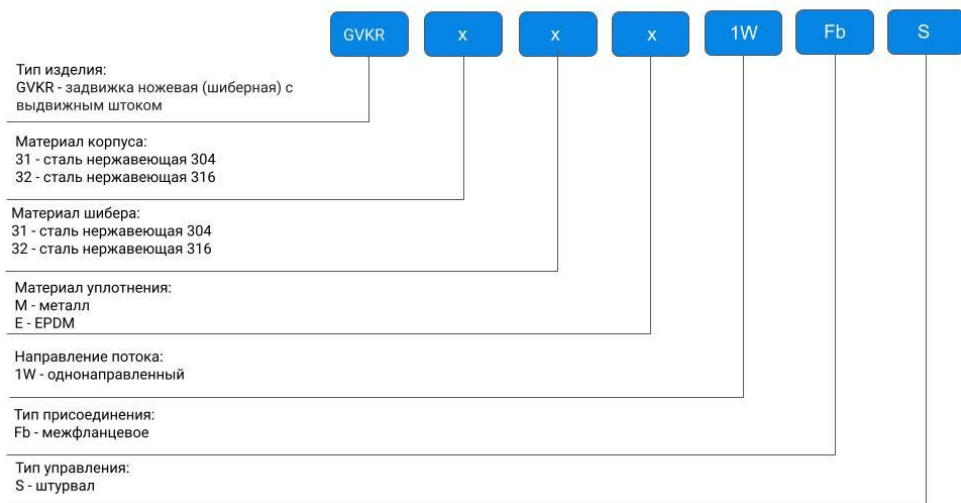 GVKR x x x 1W Fb S
Тип изделия:
GVKR - задвижка ножевая (шиберная) с
выдвижным штоком
Материал корпуса:
31 - сталь нержавеющая 304
32 - сталь нержавеющая 316
Материал шибера:
31 - сталь нержавеющая 304
32 - сталь нержавеющая 316
Материал уплотнения:
М - металл
E - EPDM
Направление потока:
1W - однонаправленный
Тип присоединения:
Fb - межфланцевое
Тип управления:
S - штурвал